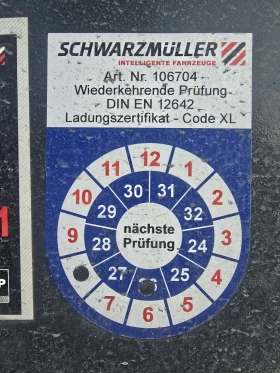 SCHWARZMÜLLER
INTELLIGENTE FAHRZEUGE
Art. Nr. 106704
Wiederkehrende Prüfung
DIN EN 12642
Ladungszertifikat - Code XL
11 12 1
10 2
9 3
4
7 6 5
30 31
29 32
28 24
27 25
nächste
Prüfung
1
P